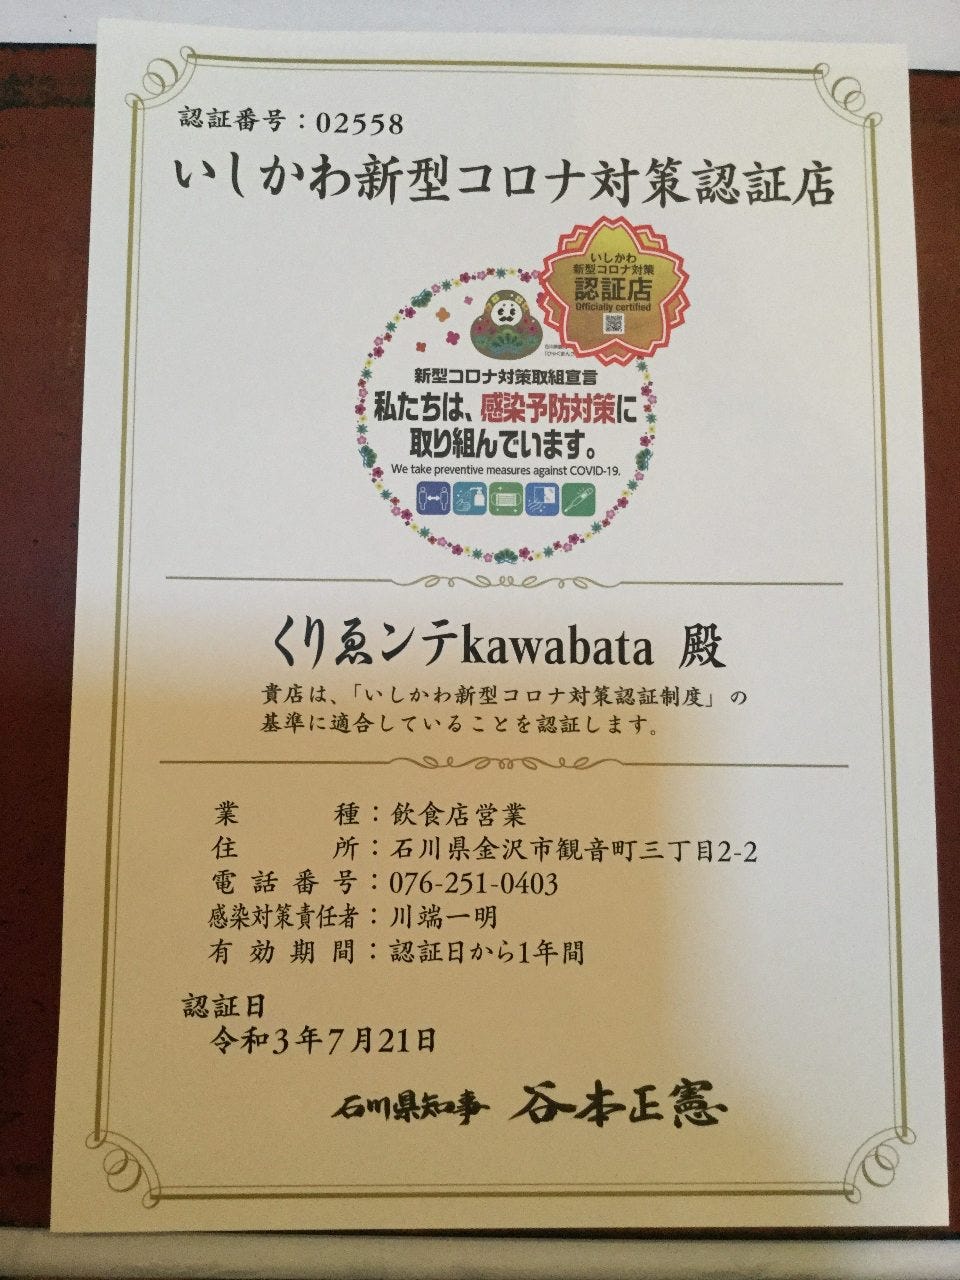 認証番号：02558
いしかわ新型コロナ対策認証店
いしかわ
新型コロナ対策
認証店
Officially certified
新型コロナ対策取組宣言
私たちは、感染予防対策に
取り組んでいます。
We take preventive measures against COVID-19.
くりゑンテkawabata 殿
貴店は、「いしかわ新型コロナ対策認証制度」の
基準に適合していることを認証します。
業種：飲食店営業
住所：石川県金沢市観音町三丁目2-2
電話番号：076-251-0403
感染対策責任者：川端一明
有効期間：認証日から1年間
認証日
令和3年7月21日
石川県知事 谷本正憲